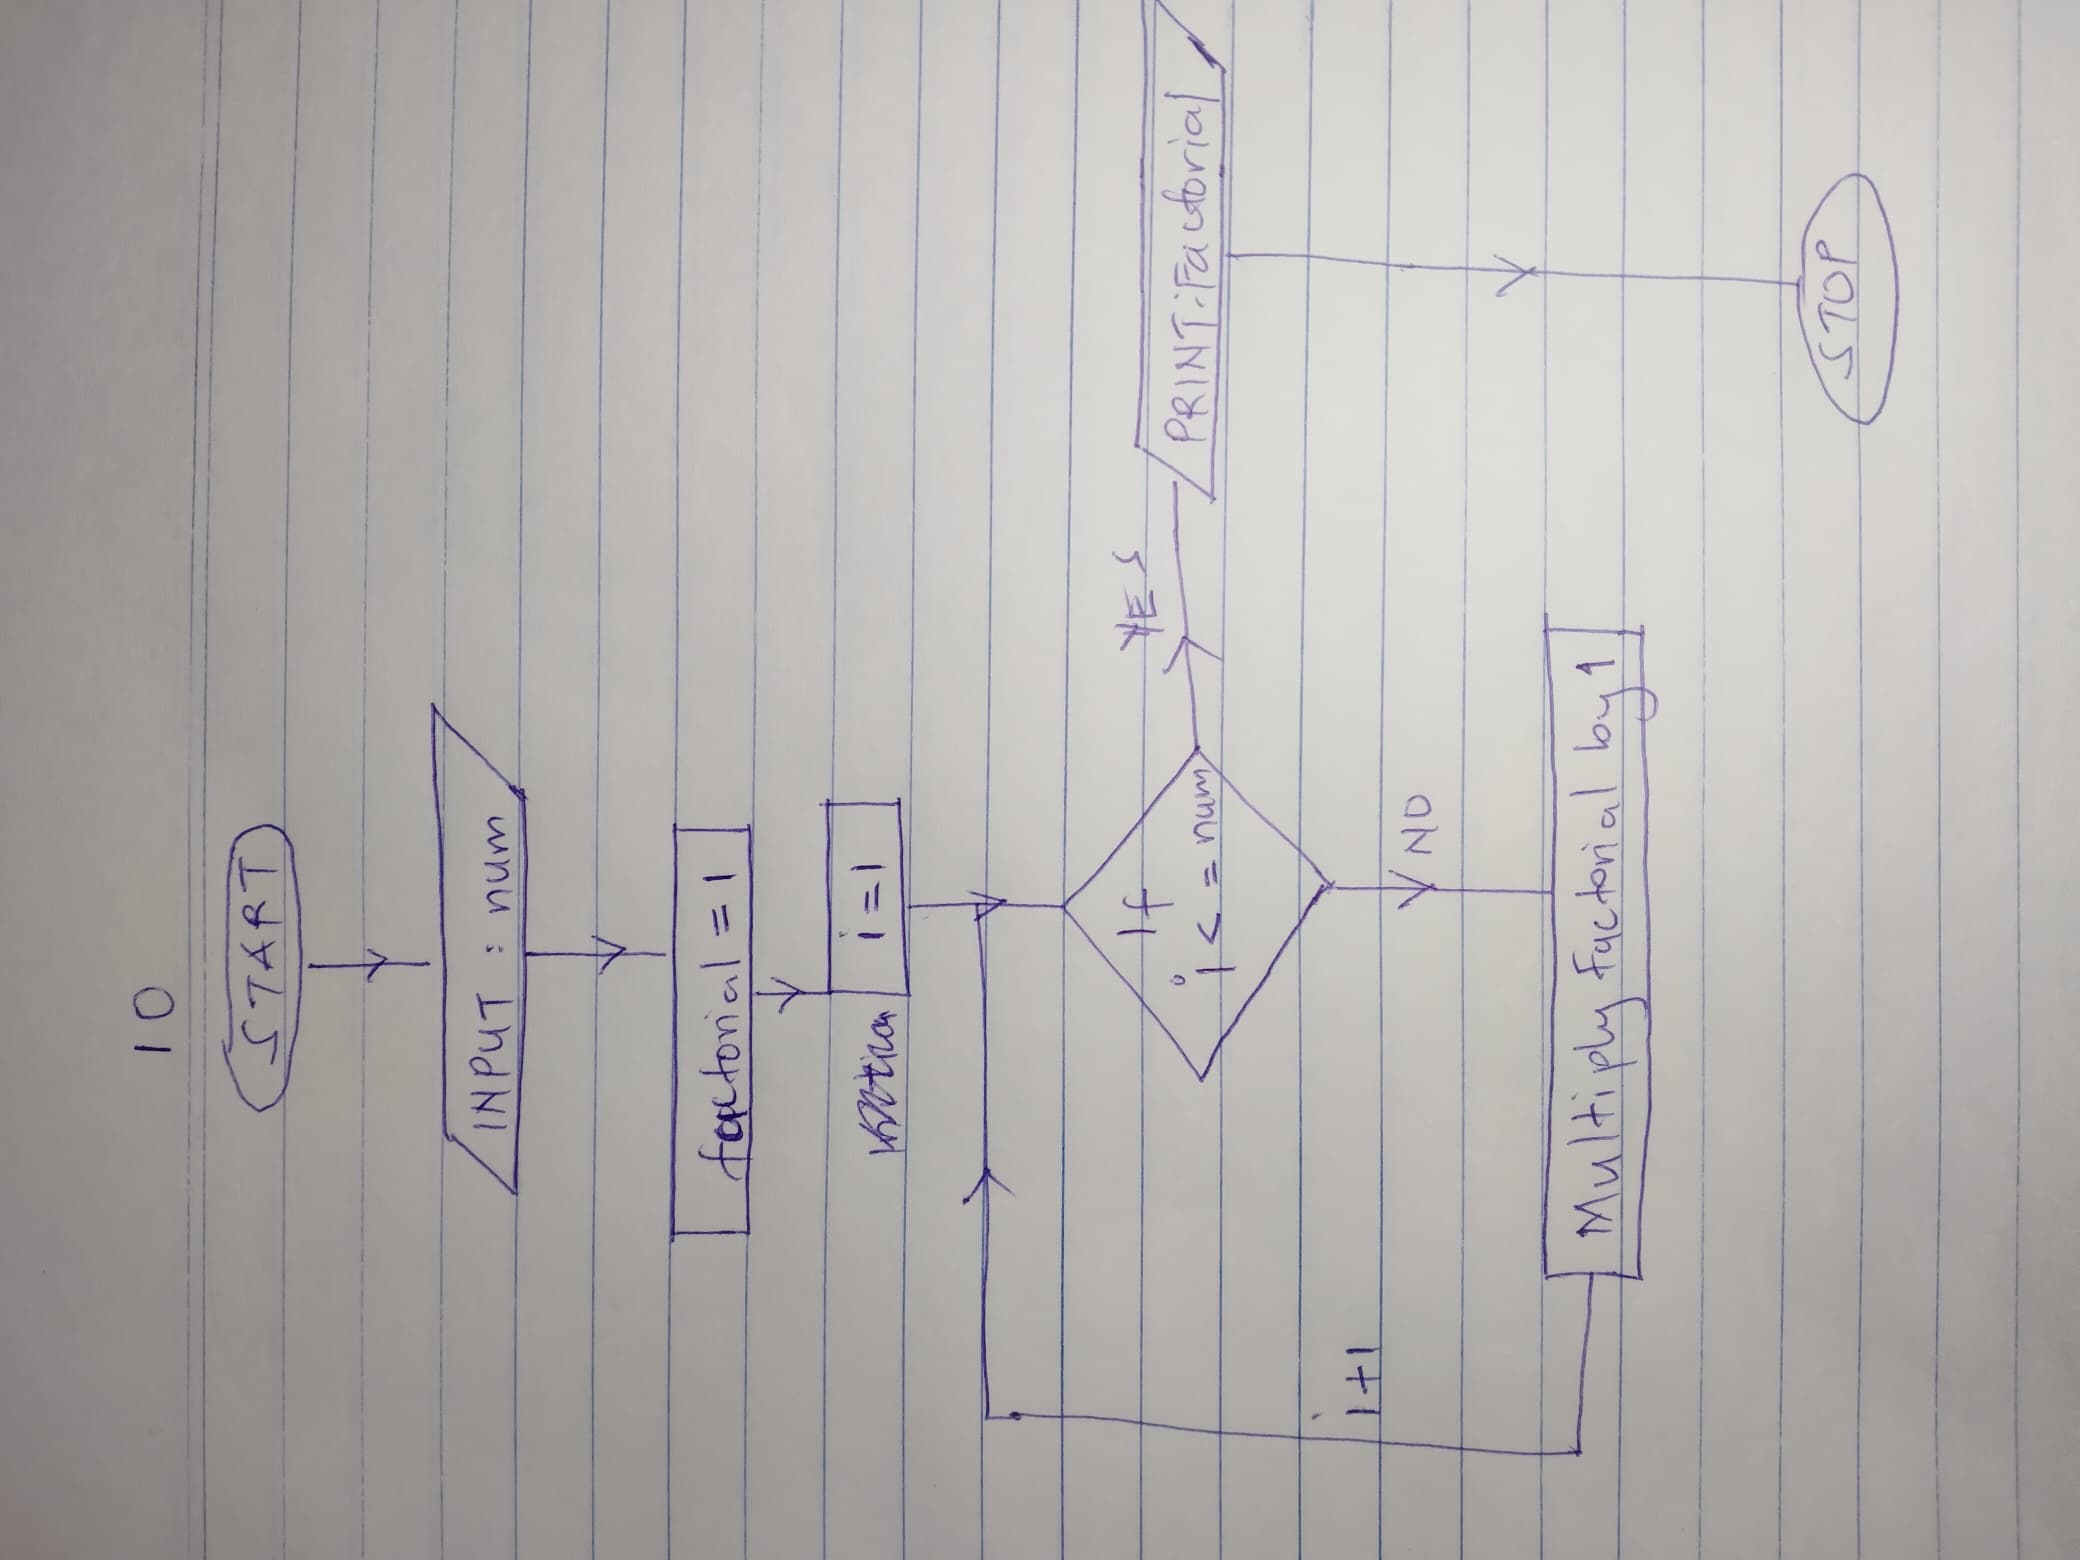 10
START
INPUT : num
factorial = 1
i=1
If
i <= num
YES
PRINT: Factorial
i+1
NO
Multiply Factorial by 1
STOP